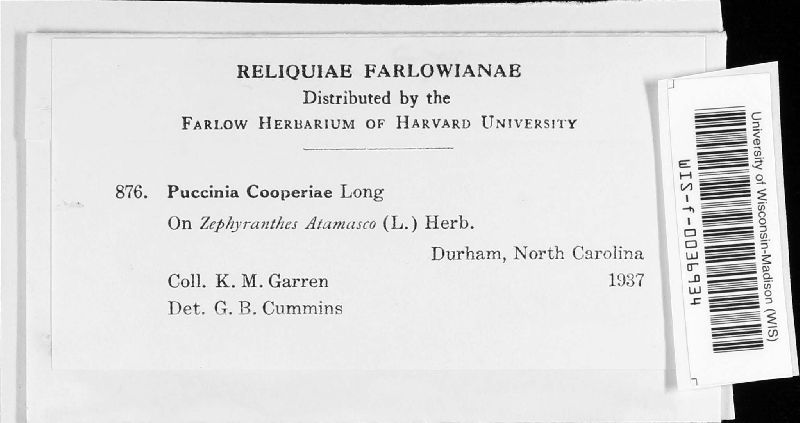 RELIQUIAE FARLOWIANAE
Distributed by the
FARLOW HERBARIUM OF HARVARD UNIVERSITY
876. Puccinia Cooperiae Long
On Zephyranthes Atamasco (L.) Herb.
Durham, North Carolina
Coll. K. M. Garren 1937
Det. G. B. Cummins
University of Wisconsin-Madison (WIS)
WIS-f-0039934